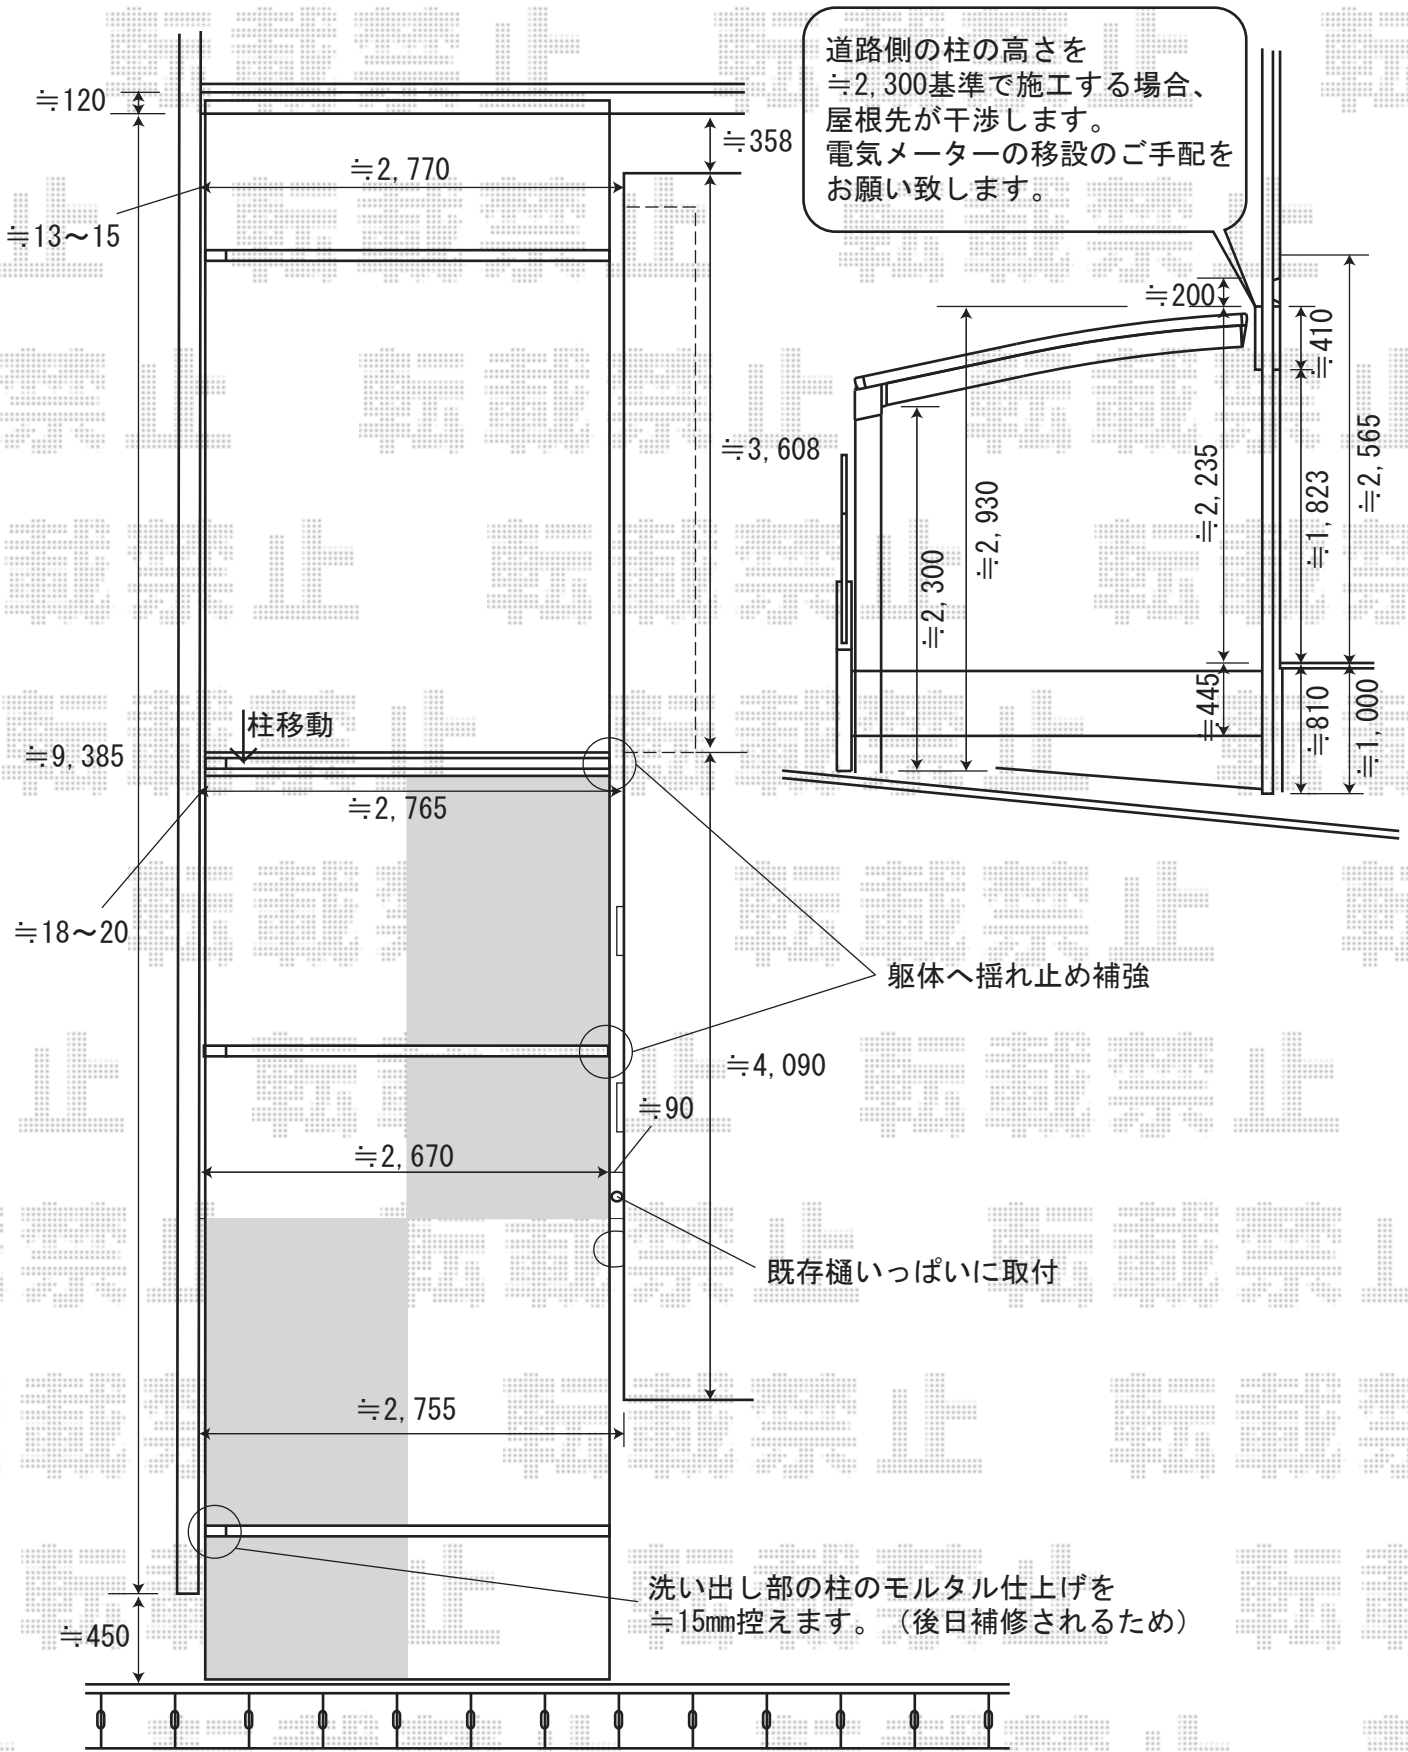 道路側の柱の高さを
≒2,300基準で施工する場合、
屋根先が干渉します。
電気メーターの移設のご手配を
お願い致します。
≒120
≒358
≒2,770
≒13～15
≒200
≒410
≒3,608
≒2,235
≒2,565
≒1,823
≒2,930
≒2,300
≒445
≒810
≒1,000
柱移動
≒9,385
≒2,765
≒18～20
躯体へ揺れ止め補強
≒4,090
≒90
≒2,670
既存樋いっぱいに取付
≒2,755
洗い出し部の柱のモルタル仕上げを
≒15mm控えます。（後日補修されるため）
≒450
転載禁止